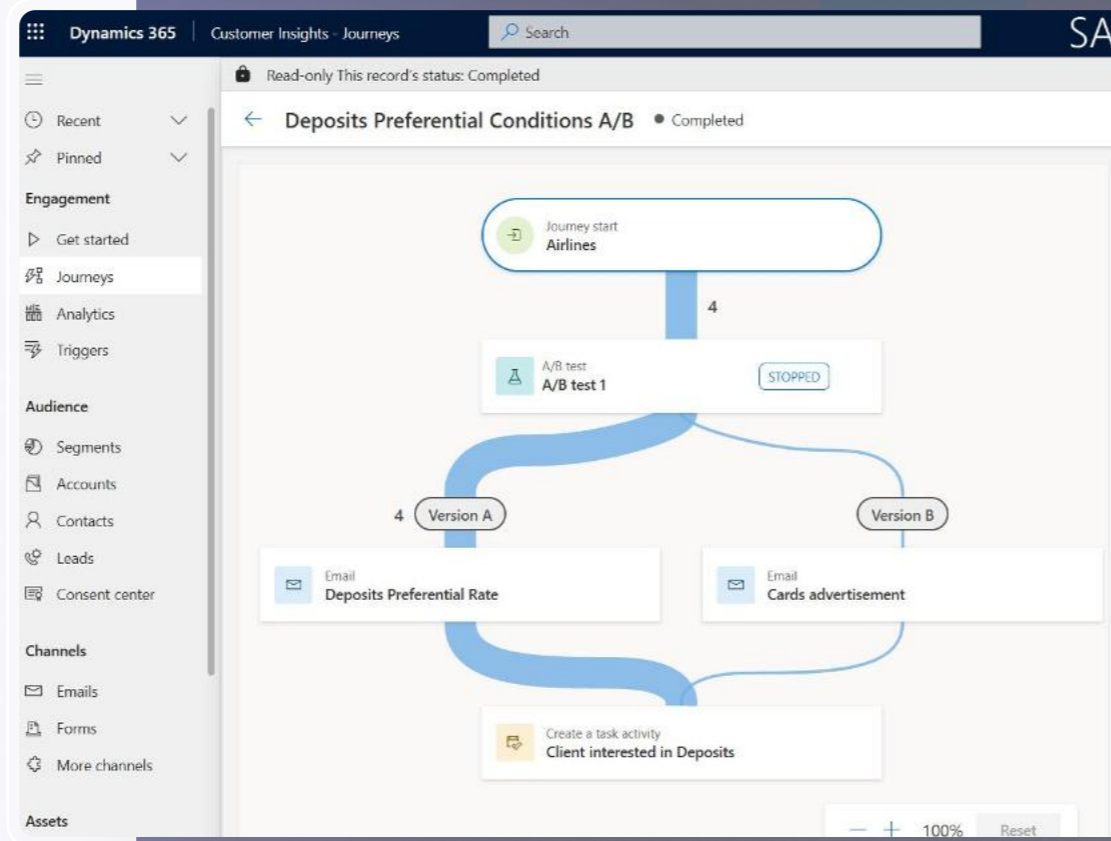 Dynamics 365
Customer Insights - Journeys
Search
SA
Read-only This record's status: Completed
Recent
Pinned
Engagement
Get started
Journeys
Analytics
Triggers
Audience
Segments
Accounts
Contacts
Leads
Consent center
Channels
Emails
Forms
More channels
Assets
Deposits Preferential Conditions A/B
Completed
Journey start
Airlines
4
A/B test
A/B test 1
STOPPED
4
Version A
Version B
Email
Deposits Preferential Rate
Email
Cards advertisement
Create a task activity
Client interested in Deposits
100%
Reset